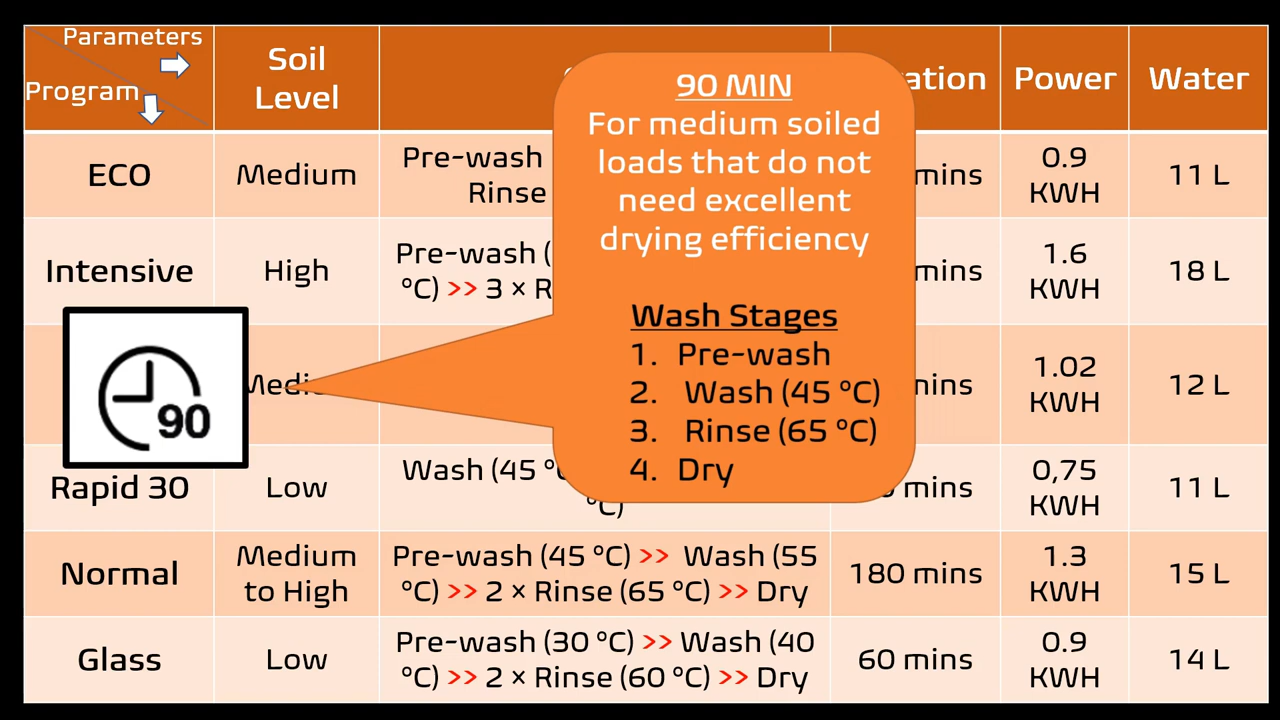 Parameters
Program
Soil
Level
Power
Water
ECO
Medium
Pre-wash
Rinse
mins
0.9
KWH
11 L
Intensive
High
Pre-wash (
°C) >> 3 ×
mins
1.6
KWH
18 L
90
mins
1.02
KWH
12 L
Rapid 30
Low
Wash (45
°C)
mins
0,75
KWH
11 L
Normal
Medium
to High
Pre-wash (45 °C) >> Wash (55
°C) >> 2 × Rinse (65 °C) >> Dry
180 mins
1.3
KWH
15 L
Glass
Low
Pre-wash (30 °C) >> Wash (40
°C) >> 2 × Rinse (60 °C) >> Dry
60 mins
0.9
KWH
14 L
90 MIN
For medium soiled
loads that do not
need excellent
drying efficiency
Wash Stages
1. Pre-wash
2. Wash (45 °C)
3. Rinse (65 °C)
4. Dry